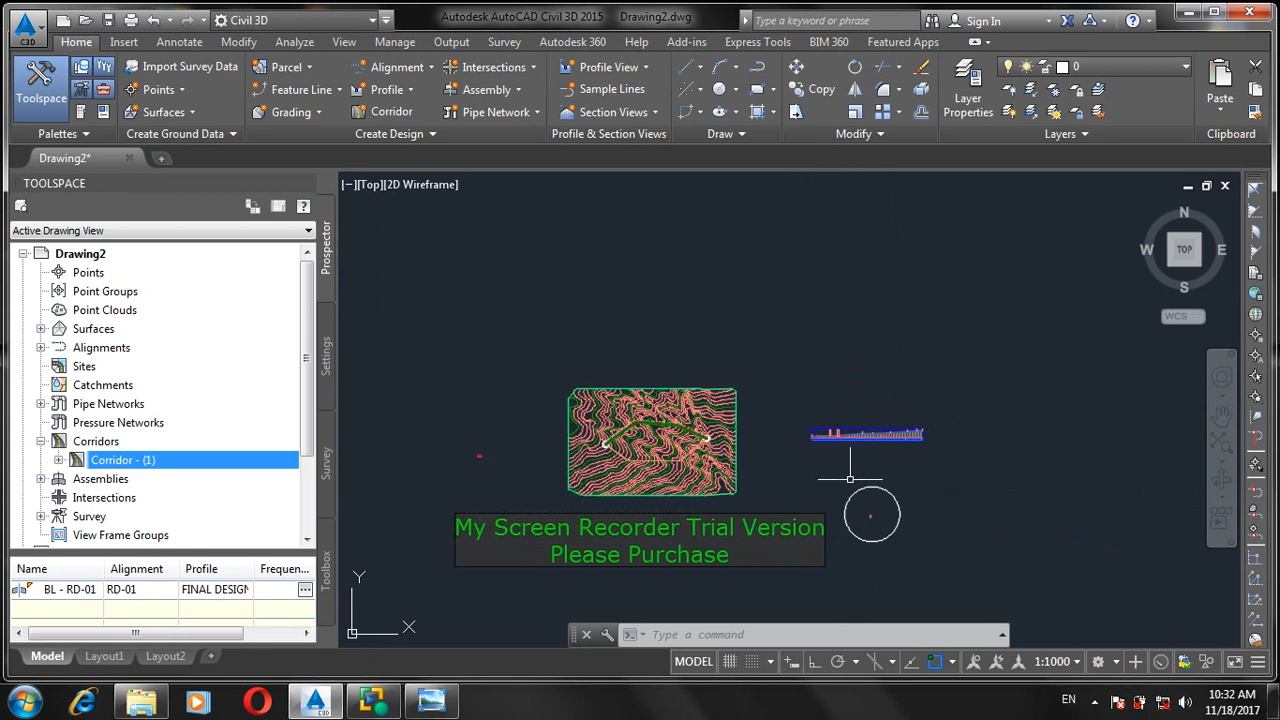 Civil 3D
Autodesk AutoCAD Civil 3D 2015 Drawing2.dwg
Type a keyword or phrase
Sign In
C3D
Home Insert Annotate Modify Analyze View Manage Output Survey Autodesk 360 Help Add-ins Express Tools BIM 360 Featured Apps
Toolspace
Palettes
Import Survey Data
Points
Surfaces
Create Ground Data
Parcel
Feature Line
Grading
Alignment
Profile
Corridor
Intersections
Assembly
Pipe Network
Create Design
Profile View
Sample Lines
Section Views
Profile & Section Views
Draw
Copy
Modify
Layer
Properties
0
Layers
Paste
Clipboard
Drawing2*
TOOLSPACE
Active Drawing View
Drawing2
Points
Point Groups
Point Clouds
Surfaces
Alignments
Sites
Catchments
Pipe Networks
Pressure Networks
Corridors
Corridor - (1)
Assemblies
Intersections
Survey
View Frame Groups
Prospector
Settings
Survey
Toolbox
Name Alignment Profile Frequen...
BL - RD-01 RD-01 FINAL DESIGN
[−][Top][2D Wireframe]
N
W TOP E
S
WCS
My Screen Recorder Trial Version
Please Purchase
Y
X
Type a command
Model Layout1 Layout2
MODEL
1:1000
EN
10:32 AM
11/18/2017